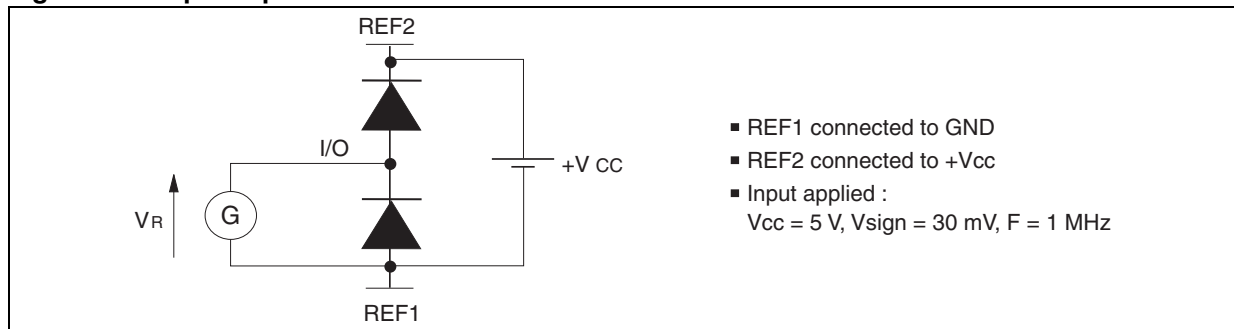 REF2
I/O
+V CC
VR
G
REF1
▪ REF1 connected to GND
▪ REF2 connected to +Vcc
▪ Input applied :
Vcc = 5 V, Vsign = 30 mV, F = 1 MHz